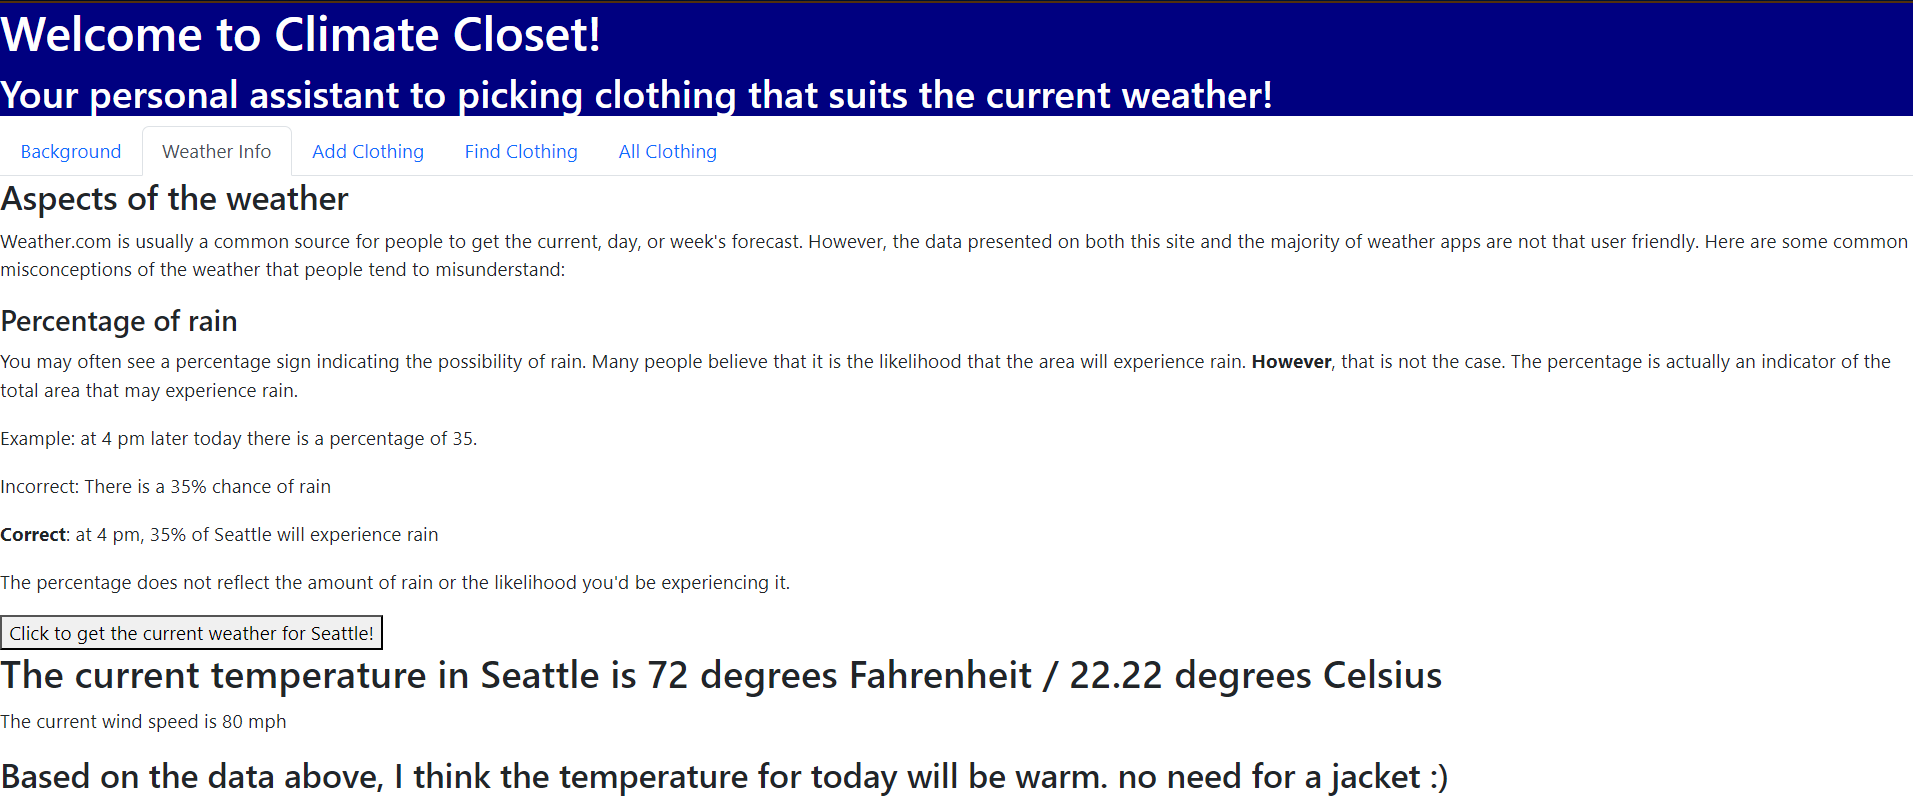 Welcome to Climate Closet!
Your personal assistant to picking clothing that suits the current weather!
Background Weather Info Add Clothing Find Clothing All Clothing
Aspects of the weather
Weather.com is usually a common source for people to get the current, day, or week's forecast. However, the data presented on both this site and the majority of weather apps are not that user friendly. Here are some common
misconceptions of the weather that people tend to misunderstand:
Percentage of rain
You may often see a percentage sign indicating the possibility of rain. Many people believe that it is the likelihood that the area will experience rain. However, that is not the case. The percentage is actually an indicator of the
total area that may experience rain.
Example: at 4 pm later today there is a percentage of 35.
Incorrect: There is a 35% chance of rain
Correct: at 4 pm, 35% of Seattle will experience rain
The percentage does not reflect the amount of rain or the likelihood you'd be experiencing it.
Click to get the current weather for Seattle!
The current temperature in Seattle is 72 degrees Fahrenheit / 22.22 degrees Celsius
The current wind speed is 80 mph
Based on the data above, I think the temperature for today will be warm. no need for a jacket :)